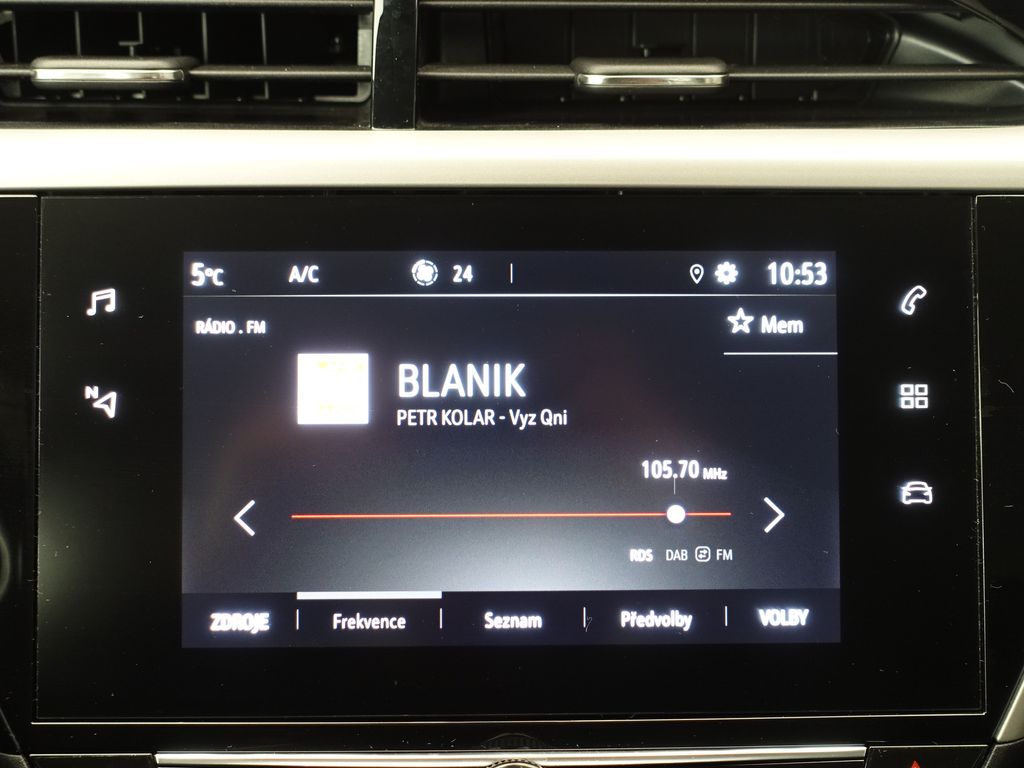 5°C A/C 24 10:53
RÁDIO . FM
Mem
BLANIK
PETR KOLAR - Vyz Qni
105.70 MHz
RDS DAB FM
ZDROJE Frekvence Seznam Předvolby VOLBY
N